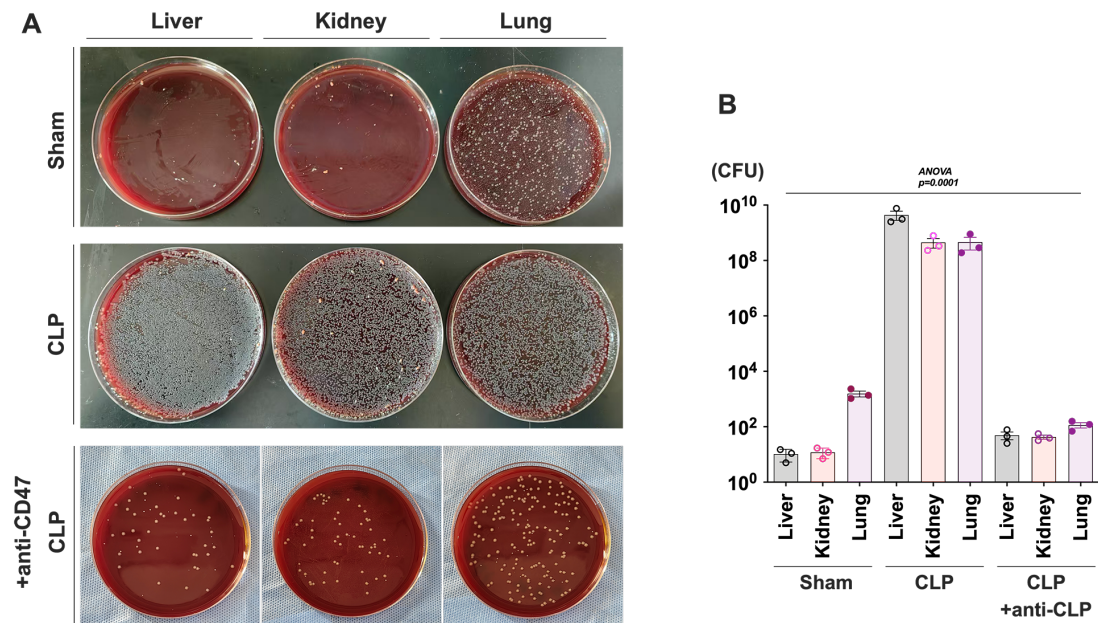 A
Liver Kidney Lung
Sham
CLP
+anti-CD47
CLP
B
(CFU)
ANOVA
p=0.0001
10^10
10^8
10^6
10^4
10^2
10^0
Liver Kidney Lung Liver Kidney Lung Liver Kidney Lung
Sham CLP CLP
+anti-CLP